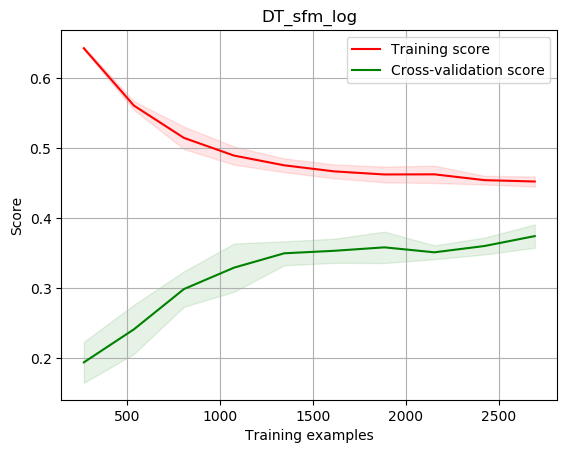 DT_sfm_log
Training score
Cross-validation score
0.6
0.5
0.4
0.3
0.2
Score
500
1000
1500
2000
2500
Training examples